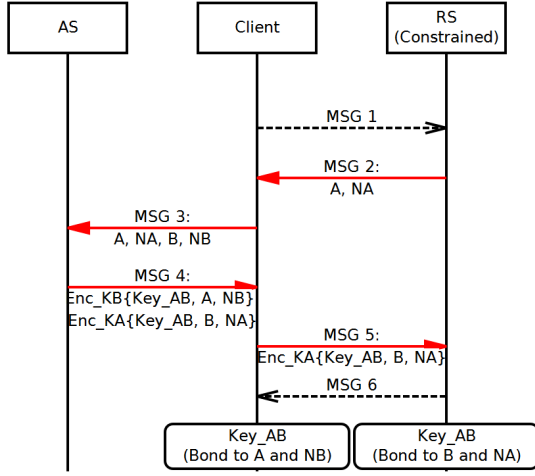 AS
Client
RS
(Constrained)
MSG 1
MSG 2:
A, NA
MSG 3:
A, NA, B, NB
MSG 4:
Enc_KB{Key_AB, A, NB}
Enc_KA{Key_AB, B, NA}
MSG 5:
Enc_KA{Key_AB, B, NA}
MSG 6
Key_AB
(Bond to A and NB)
Key_AB
(Bond to B and NA)